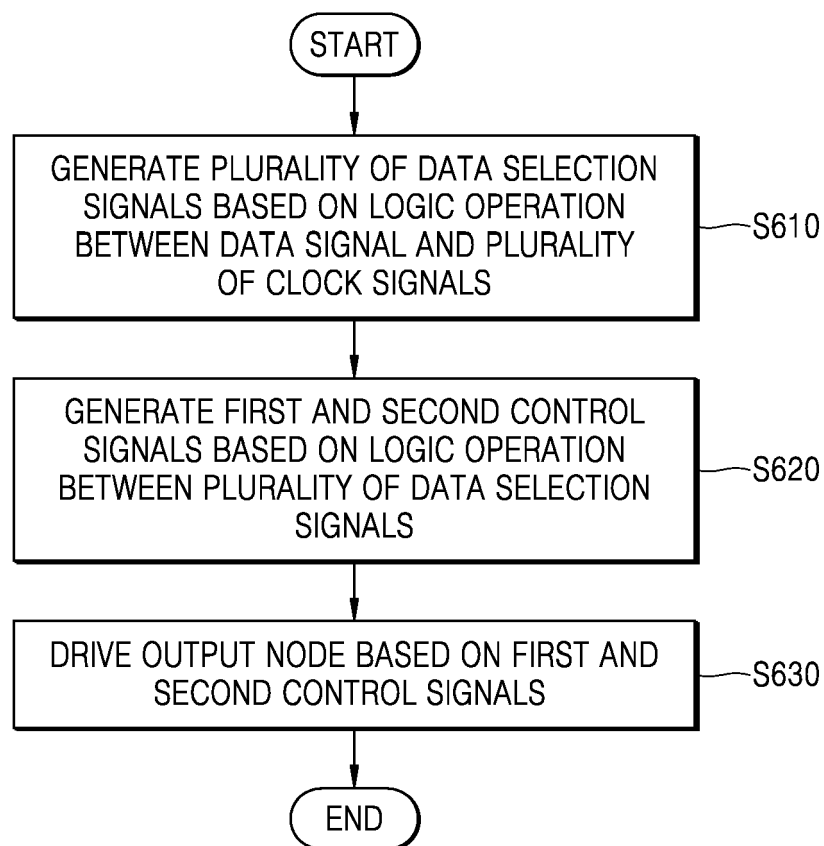 START
GENERATE PLURALITY OF DATA SELECTION
SIGNALS BASED ON LOGIC OPERATION
BETWEEN DATA SIGNAL AND PLURALITY
OF CLOCK SIGNALS
S610
GENERATE FIRST AND SECOND CONTROL
SIGNALS BASED ON LOGIC OPERATION
BETWEEN PLURALITY OF DATA SELECTION
SIGNALS
S620
DRIVE OUTPUT NODE BASED ON FIRST AND
SECOND CONTROL SIGNALS
S630
END